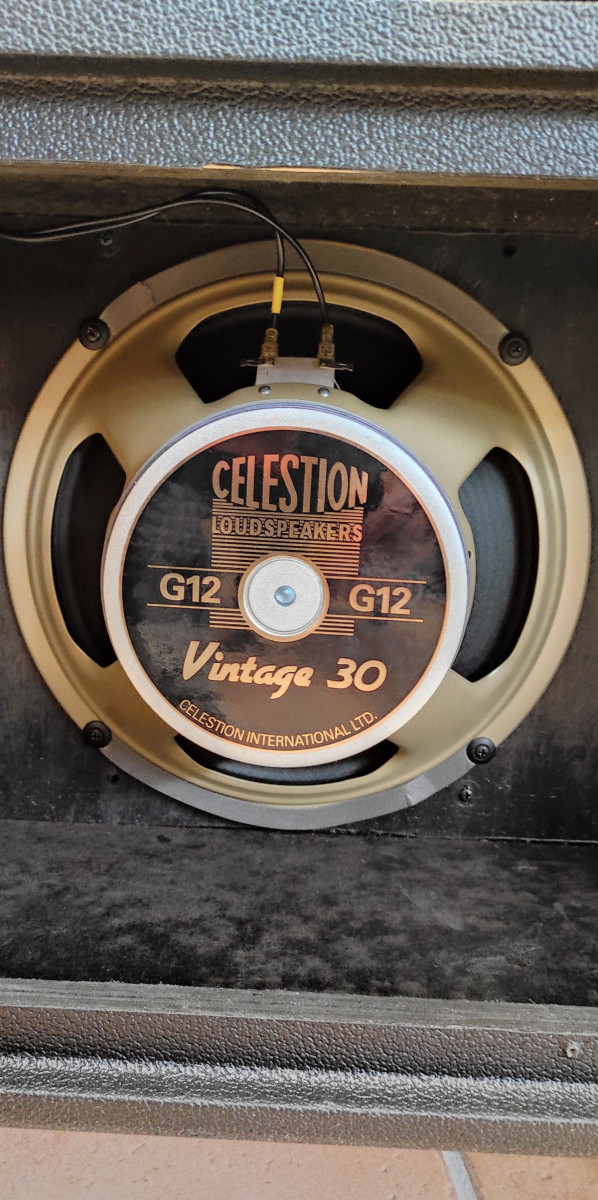 CELESTION
LOUDSPEAKERS
G12 G12
Vintage 30
CELESTION INTERNATIONAL LTD.